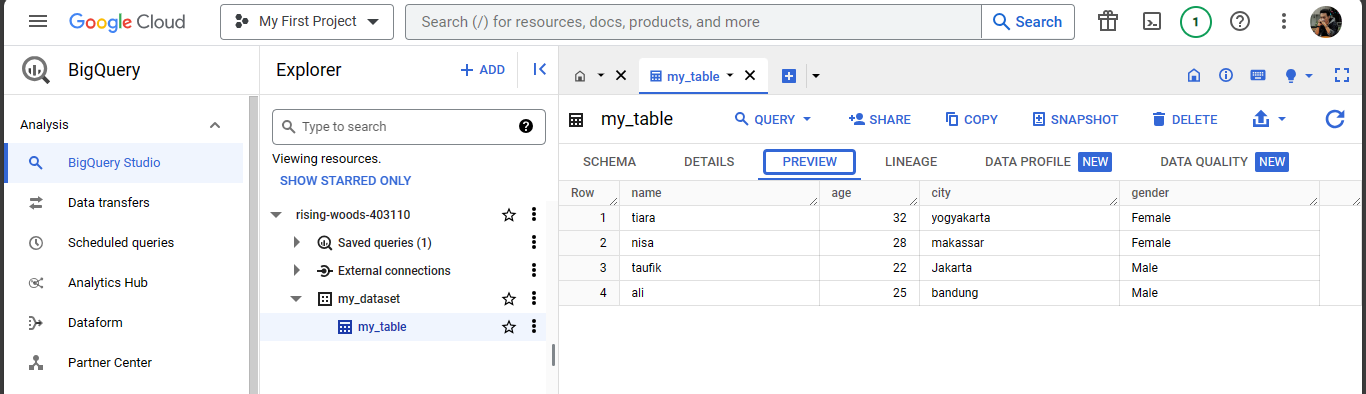 Google Cloud My First Project Search (/) for resources, docs, products, and more Search 1
BigQuery
Explorer + ADD
my_table
Analysis
BigQuery Studio
Data transfers
Scheduled queries
Analytics Hub
Dataform
Partner Center
Type to search
Viewing resources.
SHOW STARRED ONLY
rising-woods-403110
Saved queries (1)
External connections
my_dataset
my_table
my_table QUERY SHARE COPY SNAPSHOT DELETE
SCHEMA DETAILS PREVIEW LINEAGE DATA PROFILE NEW DATA QUALITY NEW
Row name age city gender
1 tiara 32 yogyakarta Female
2 nisa 28 makassar Female
3 taufik 22 Jakarta Male
4 ali 25 bandung Male